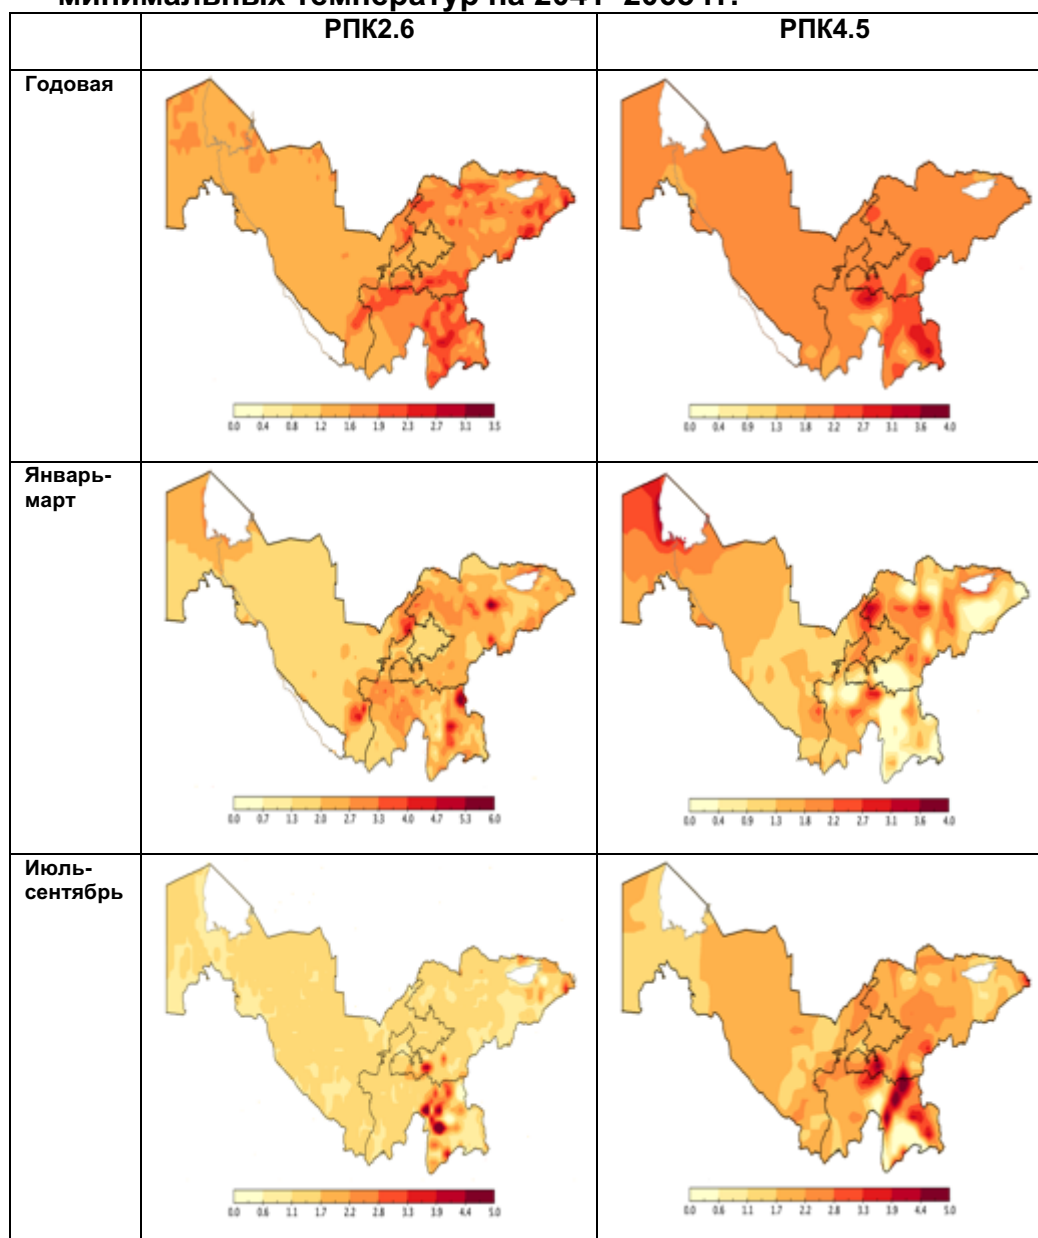 минимальных температур на 2041–
РПК2.6
РПК4.5
Годовая
0.0 0.4 0.8 1.2 1.6 1.9 2.3 2.7 3.1 3.5
0.0 0.4 0.9 1.3 1.8 2.2 2.7 3.1 3.6 4.0
Январь-
март
0.0 0.7 1.3 2.0 2.7 3.3 4.0 4.7 5.3 6.0
0.0 0.4 0.9 1.3 1.8 2.2 2.7 3.1 3.6 4.0
Июль-
сентябрь
0.0 0.6 1.1 1.7 2.2 2.8 3.3 3.9 4.4 5.0
0.0 0.6 1.1 1.7 2.2 2.8 3.3 3.9 4.4 5.0